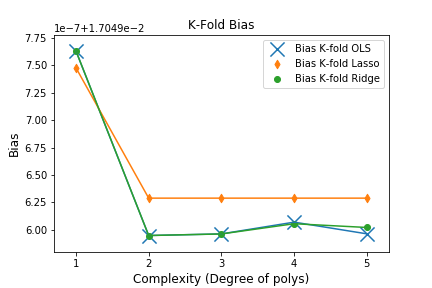 K-Fold Bias
1e−7+1.7049e−2
7.75
7.50
7.25
7.00
6.75
6.50
6.25
6.00
Bias
Bias K-fold OLS
Bias K-fold Lasso
Bias K-fold Ridge
1 2 3 4 5
Complexity (Degree of polys)